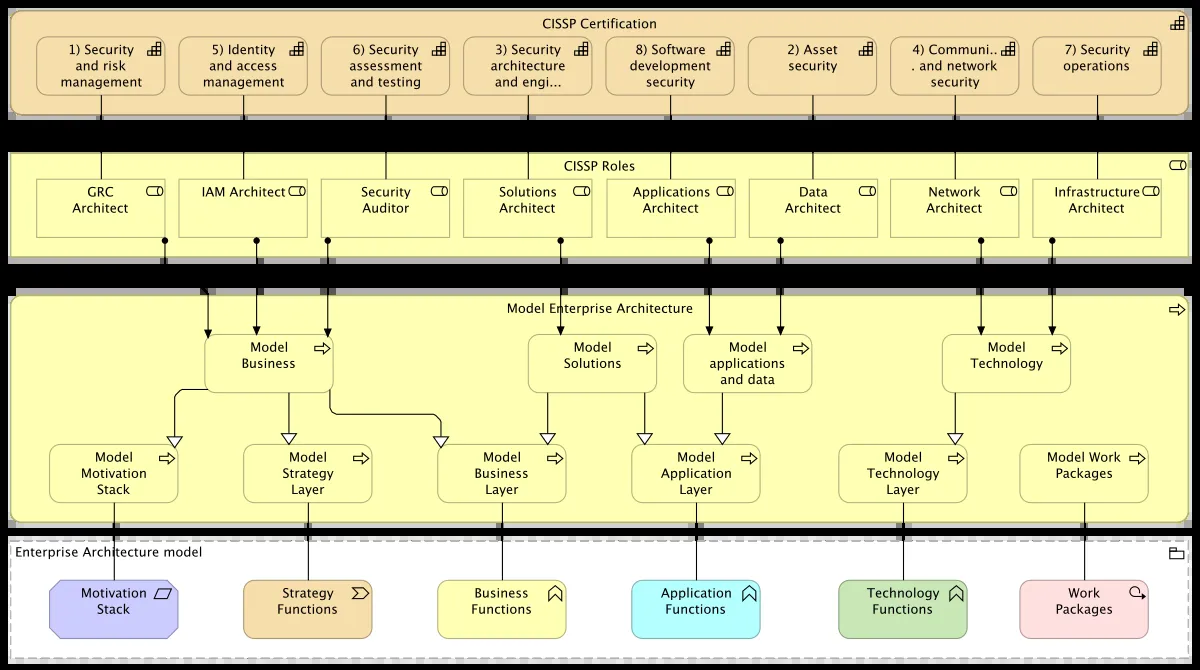 CISSP Certification
1) Security
and risk
management
5) Identity
and access
management
6) Security
assessment
and testing
3) Security
architecture
and engi...
8) Software
development
security
2) Asset
security
4) Communi..
. and network
security
7) Security
operations
CISSP Roles
GRC
Architect
IAM Architect
Security
Auditor
Solutions
Architect
Applications
Architect
Data
Architect
Network
Architect
Infrastructure
Architect
Model Enterprise Architecture
Model
Business
Model
Solutions
Model
applications
and data
Model
Technology
Model
Motivation
Stack
Model
Strategy
Layer
Model
Business
Layer
Model
Application
Layer
Model
Technology
Layer
Model Work
Packages
Enterprise Architecture model
Motivation
Stack
Strategy
Functions
Business
Functions
Application
Functions
Technology
Functions
Work
Packages